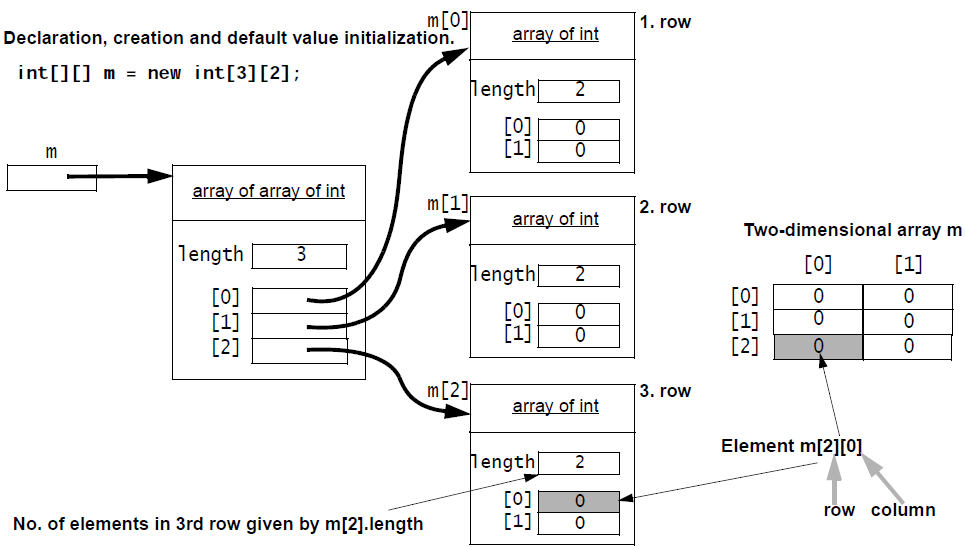 Declaration, creation and default value initialization.
int[][] m = new int[3][2];
m
array of array of int
length 3
[0]
[1]
[2]
m[0]
1. row
array of int
length 2
[0] 0
[1] 0
m[1]
2. row
array of int
length 2
[0] 0
[1] 0
m[2]
3. row
array of int
length 2
[0] 0
[1] 0
No. of elements in 3rd row given by m[2].length
Two-dimensional array m
[0] [1]
[0] 0 0
[1] 0 0
[2] 0 0
Element m[2][0]
row column